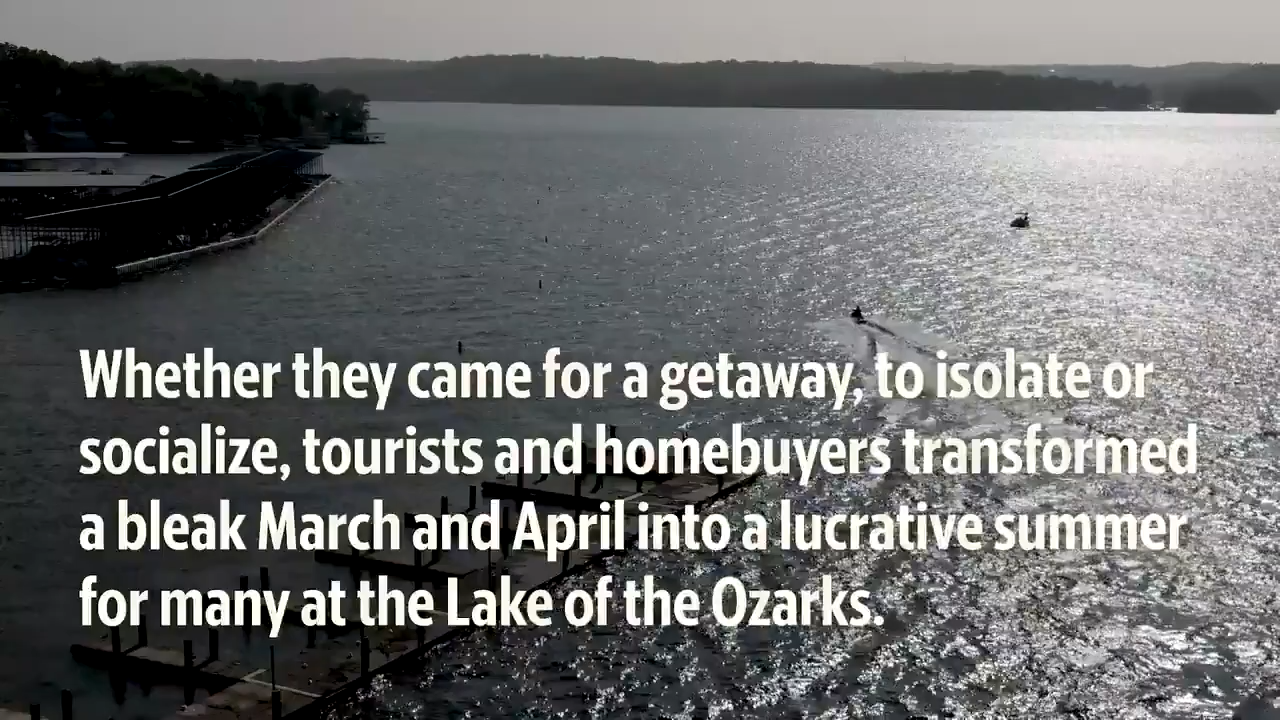 Whether they came for a getaway, to isolate or
socialize, tourists and homebuyers transformed
a bleak March and April into a lucrative summer
for many at the Lake of the Ozarks.